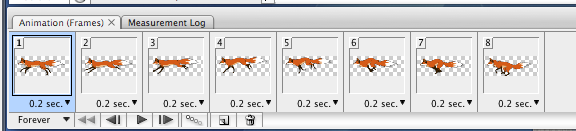 Animation (Frames) × Measurement Log
1 2 3 4 5 6 7 8
0.2 sec. 0.2 sec. 0.2 sec. 0.2 sec. 0.2 sec. 0.2 sec. 0.2 sec. 0.2 sec.
Forever